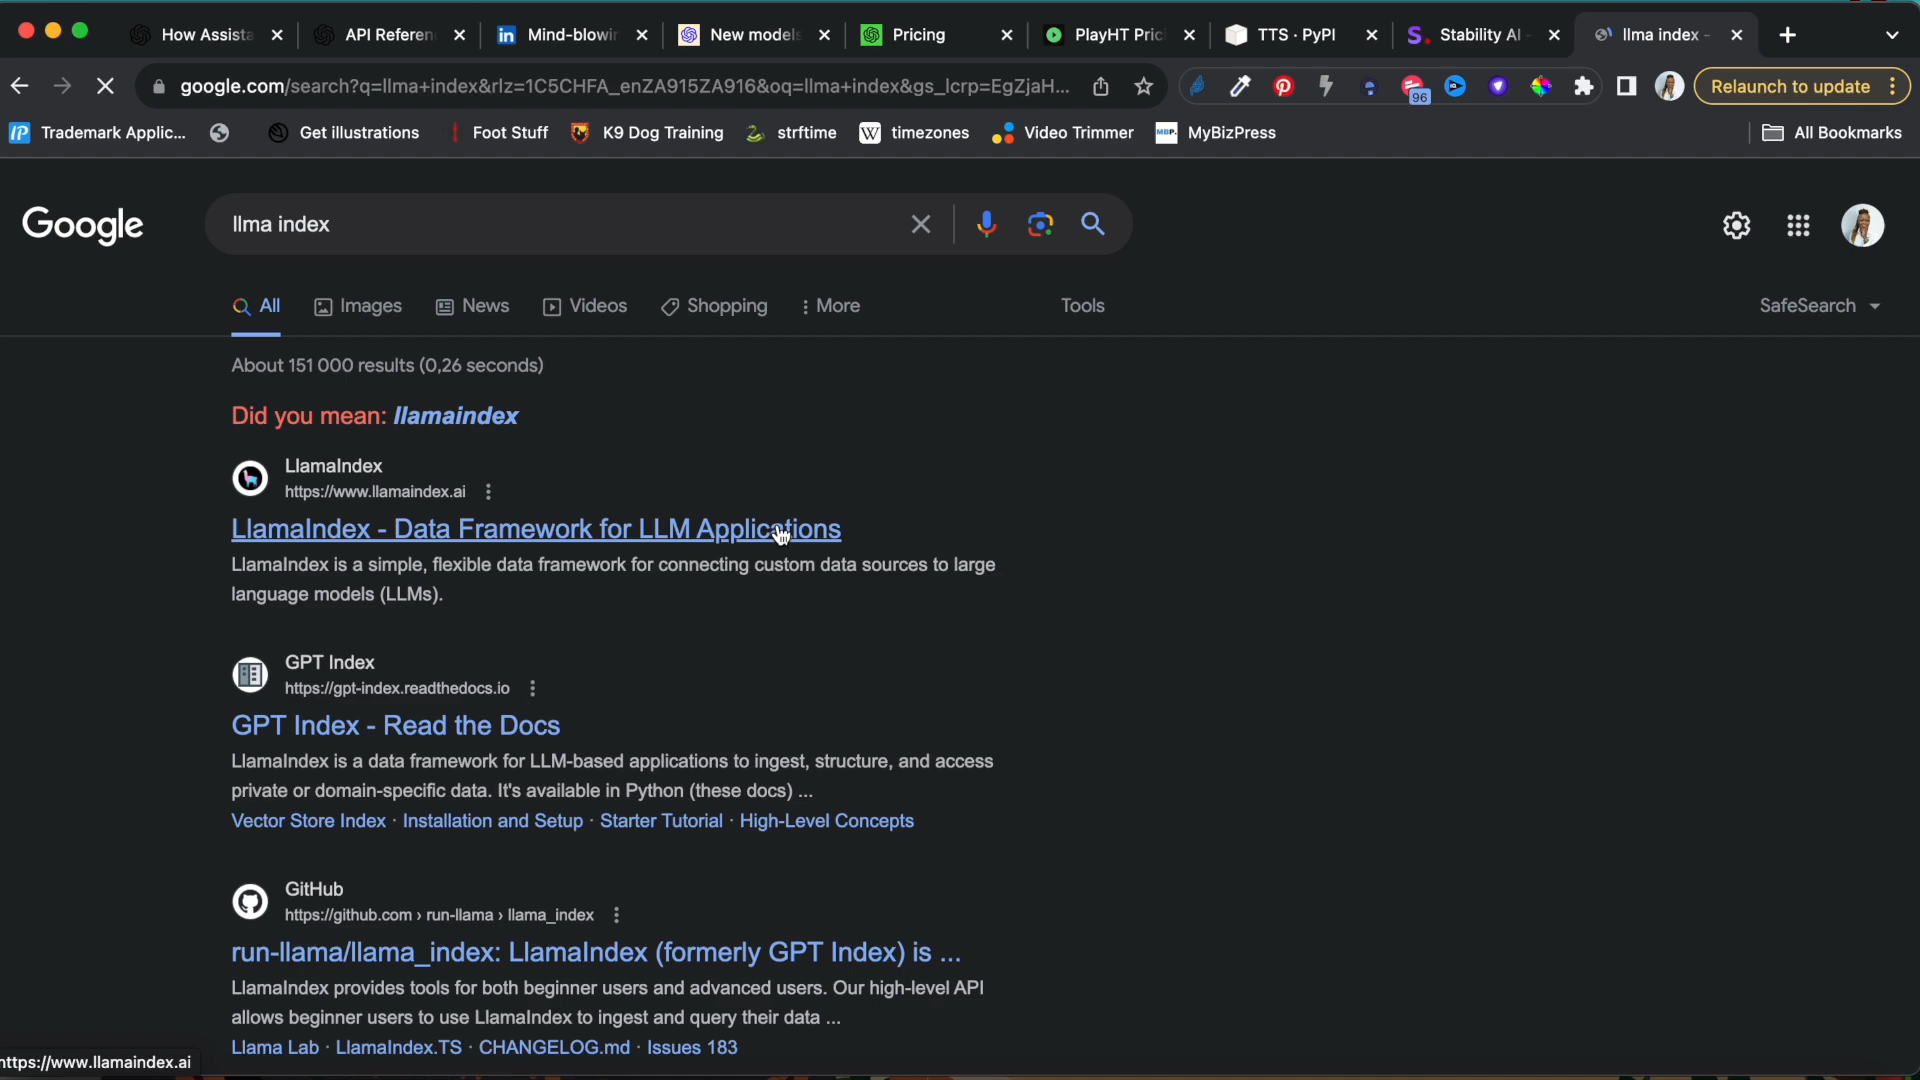 How Assista
API Referen
Mind-blowin
New models
Pricing
PlayHT Pric
TTS · PyPI
Stability AI -
llma index -
google.com/search?q=llma+index&rlz=1C5CHFA_enZA915ZA916&oq=llma+index&gs_lcrp=EgZjaH...
96
Relaunch to update
Trademark Applic...
Get illustrations
Foot Stuff
K9 Dog Training
strftime
W timezones
Video Trimmer
MBP. MyBizPress
All Bookmarks
Google
llma index
All
Images
News
Videos
Shopping
More
Tools
SafeSearch
About 151 000 results (0,26 seconds)
Did you mean: llamaindex
LlamaIndex
https://www.llamaindex.ai
LlamaIndex - Data Framework for LLM Applications
LlamaIndex is a simple, flexible data framework for connecting custom data sources to large
language models (LLMs).
GPT Index
https://gpt-index.readthedocs.io
GPT Index - Read the Docs
LlamaIndex is a data framework for LLM-based applications to ingest, structure, and access
private or domain-specific data. It's available in Python (these docs) ...
Vector Store Index · Installation and Setup · Starter Tutorial · High-Level Concepts
GitHub
https://github.com › run-llama › llama_index
run-llama/llama_index: LlamaIndex (formerly GPT Index) is ...
LlamaIndex provides tools for both beginner users and advanced users. Our high-level API
allows beginner users to use LlamaIndex to ingest and query their data ...
Llama Lab · LlamaIndex.TS · CHANGELOG.md · Issues 183
https://www.llamaindex.ai